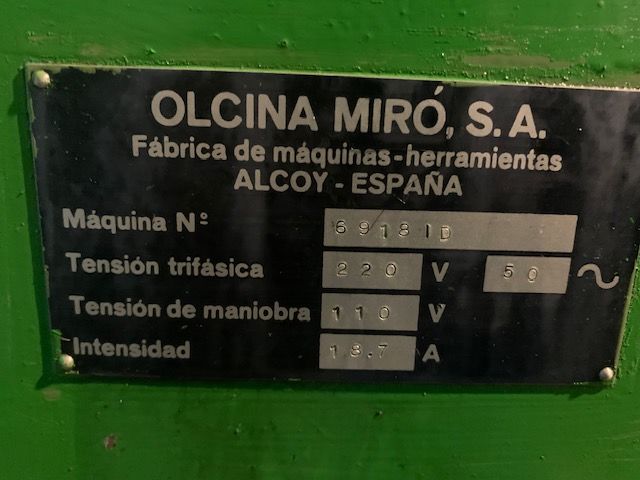 OLCINA MIRÓ, S.A.
Fábrica de máquinas-herramientas
ALCOY - ESPAÑA
Máquina Nº 69181D
Tensión trifásica 220 V 50 ~
Tensión de maniobra 110 V
Intensidad 18.7 A